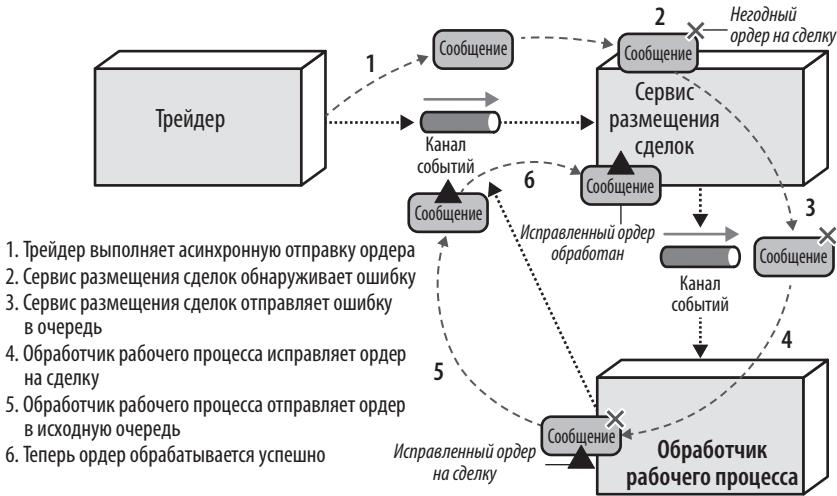 2
Негодный
ордер на сделку
Сообщение
Сообщение
1
Трейдер
Сервис
размещения
сделок
Канал
событий
6
Сообщение
Сообщение
3
Исправленный ордер
обработан
Сообщение
Канал
событий
1. Трейдер выполняет асинхронную отправку ордера
2. Сервис размещения сделок обнаруживает ошибку
3. Сервис размещения сделок отправляет ошибку
в очередь
4. Обработчик рабочего процесса исправляет ордер
на сделку
5. Обработчик рабочего процесса отправляет ордер
в исходную очередь
6. Теперь ордер обрабатывается успешно
4
5
Сообщение
Исправленный ордер
на сделку
Обработчик
рабочего процесса